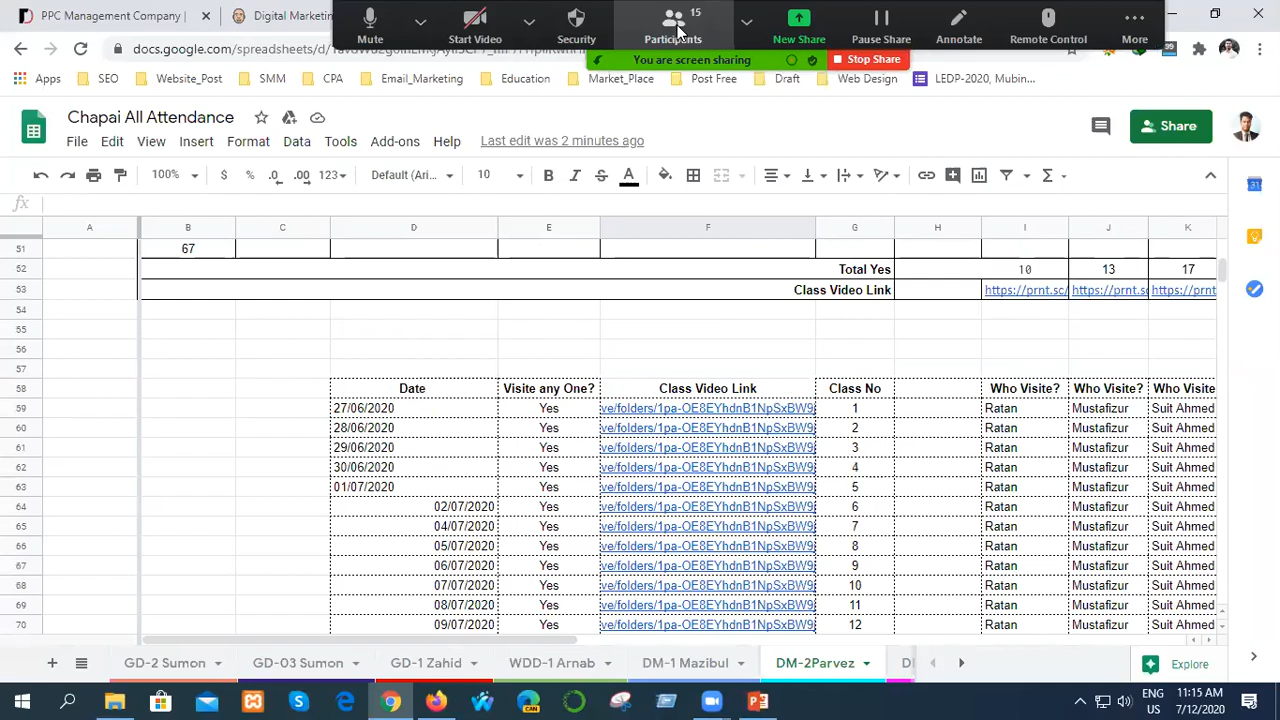 PPC Management Company |
Digital Marketin
Mute
Start Video
Security
15
Participants
New Share
Pause Share
Annotate
Remote Control
More
You are screen sharing
Stop Share
docs.google.com/spreadsheets/d
Apps
SEO
Website_Post
SMM
CPA
Email_Marketing
Education
Market_Place
Post Free
Draft
Web Design
LEDP-2020, Mubin...
Chapai All Attendance
Share
File Edit View Insert Format Data Tools Add-ons Help Last edit was 2 minutes ago
100% $ % .0 .00 123 Default (Ari... 10 B I S A Σ
fx
A B C D E F G H I J K
51 67
52 Total Yes 10 13 17
53 Class Video Link https://prnt.sc/ https://prnt.s https://prnt
54
55
56
57
58 Date Visite any One? Class Video Link Class No Who Visite? Who Visite? Who Visite
59 27/06/2020 Yes ve/folders/1pa-OE8EYhdnB1NpSxBW9 1 Ratan Mustafizur Suit Ahmed
60 28/06/2020 Yes ve/folders/1pa-OE8EYhdnB1NpSxBW9 2 Ratan Mustafizur Suit Ahmed
61 29/06/2020 Yes ve/folders/1pa-OE8EYhdnB1NpSxBW9 3 Ratan Mustafizur Suit Ahmed
62 30/06/2020 Yes ve/folders/1pa-OE8EYhdnB1NpSxBW9 4 Ratan Mustafizur Suit Ahmed
63 01/07/2020 Yes ve/folders/1pa-OE8EYhdnB1NpSxBW9 5 Ratan Mustafizur Suit Ahmed
64 02/07/2020 Yes ve/folders/1pa-OE8EYhdnB1NpSxBW9 6 Ratan Mustafizur Suit Ahmed
65 04/07/2020 Yes ve/folders/1pa-OE8EYhdnB1NpSxBW9 7 Ratan Mustafizur Suit Ahmed
66 05/07/2020 Yes ve/folders/1pa-OE8EYhdnB1NpSxBW9 8 Ratan Mustafizur Suit Ahmed
67 06/07/2020 Yes ve/folders/1pa-OE8EYhdnB1NpSxBW9 9 Ratan Mustafizur Suit Ahmed
68 07/07/2020 Yes ve/folders/1pa-OE8EYhdnB1NpSxBW9 10 Ratan Mustafizur Suit Ahmed
69 08/07/2020 Yes ve/folders/1pa-OE8EYhdnB1NpSxBW9 11 Ratan Mustafizur Suit Ahmed
70 09/07/2020 Yes ve/folders/1pa-OE8EYhdnB1NpSxBW9 12 Ratan Mustafizur Suit Ahmed
GD-2 Sumon GD-03 Sumon GD-1 Zahid WDD-1 Arnab DM-1 Mazibul DM-2Parvez Explore
ENG 11:15 AM
US 7/12/2020